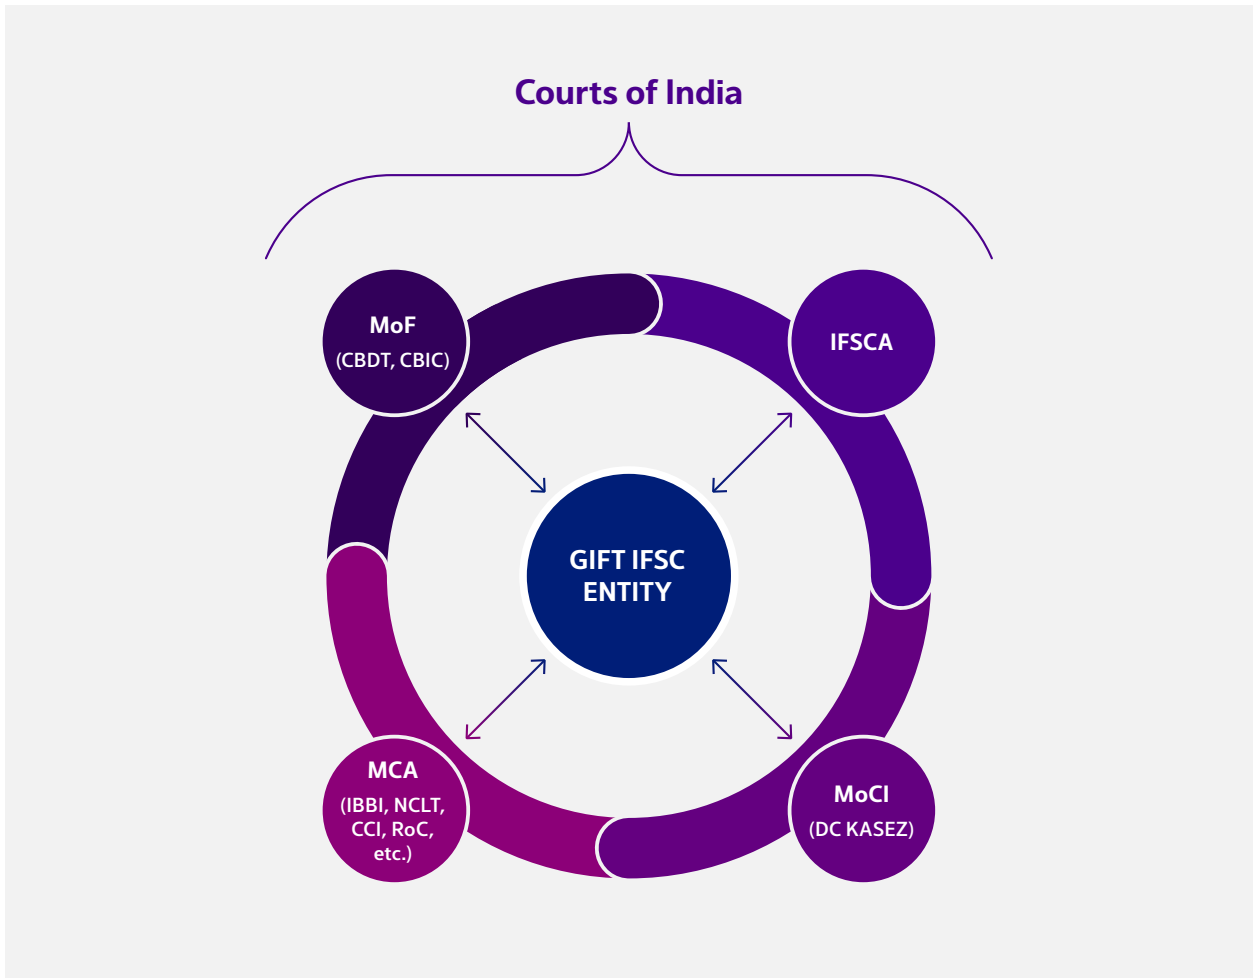 Courts of India
MoF
(CBDT, CBIC)
IFSCA
GIFT IFSC
ENTITY
MCA
(IBBI, NCLT,
CCI, RoC,
etc.)
MoCI
(DC KASEZ)